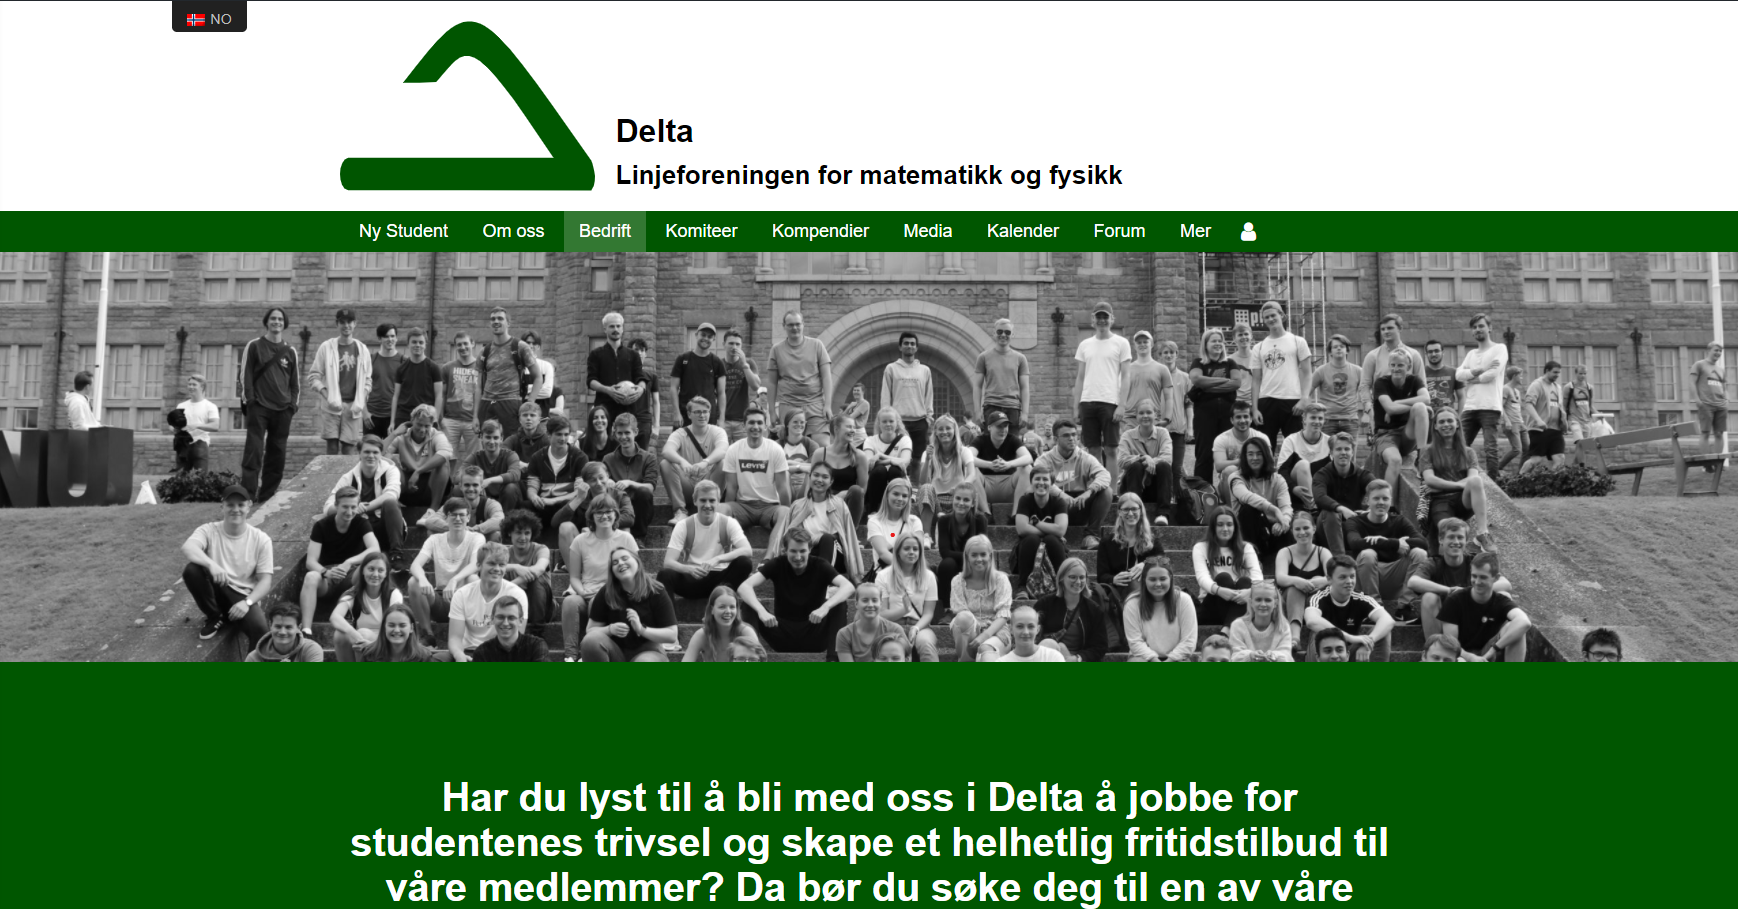 NO
Delta
Linjeforeningen for matematikk og fysikk
Ny Student Om oss Bedrift Komiteer Kompendier Media Kalender Forum Mer
NU
LEVI'S
Har du lyst til å bli med oss i Delta å jobbe for
studentenes trivsel og skape et helhetlig fritidstilbud til
våre medlemmer? Da bør du søke deg til en av våre